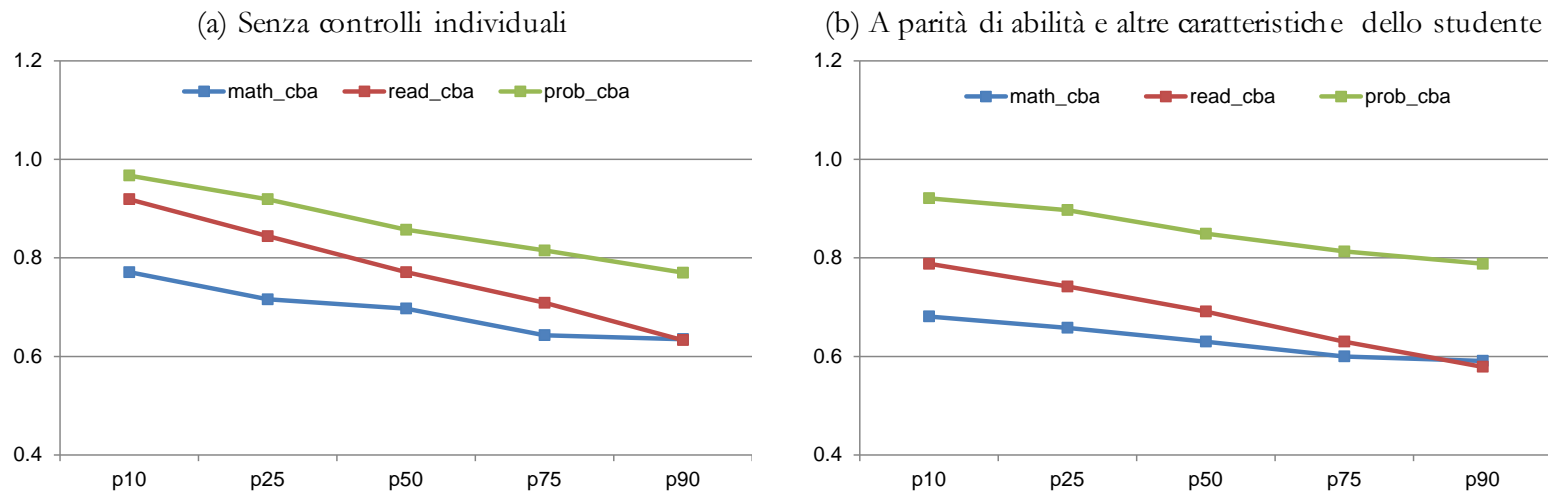 (a) Senza controlli individuali
1.2
math_cba read_cba prob_cba
1.0
0.8
0.6
0.4
p10 p25 p50 p75 p90
(b) A parità di abilità e altre caratteristiche dello studente
1.2
math_cba read_cba prob_cba
1.0
0.8
0.6
0.4
p10 p25 p50 p75 p90